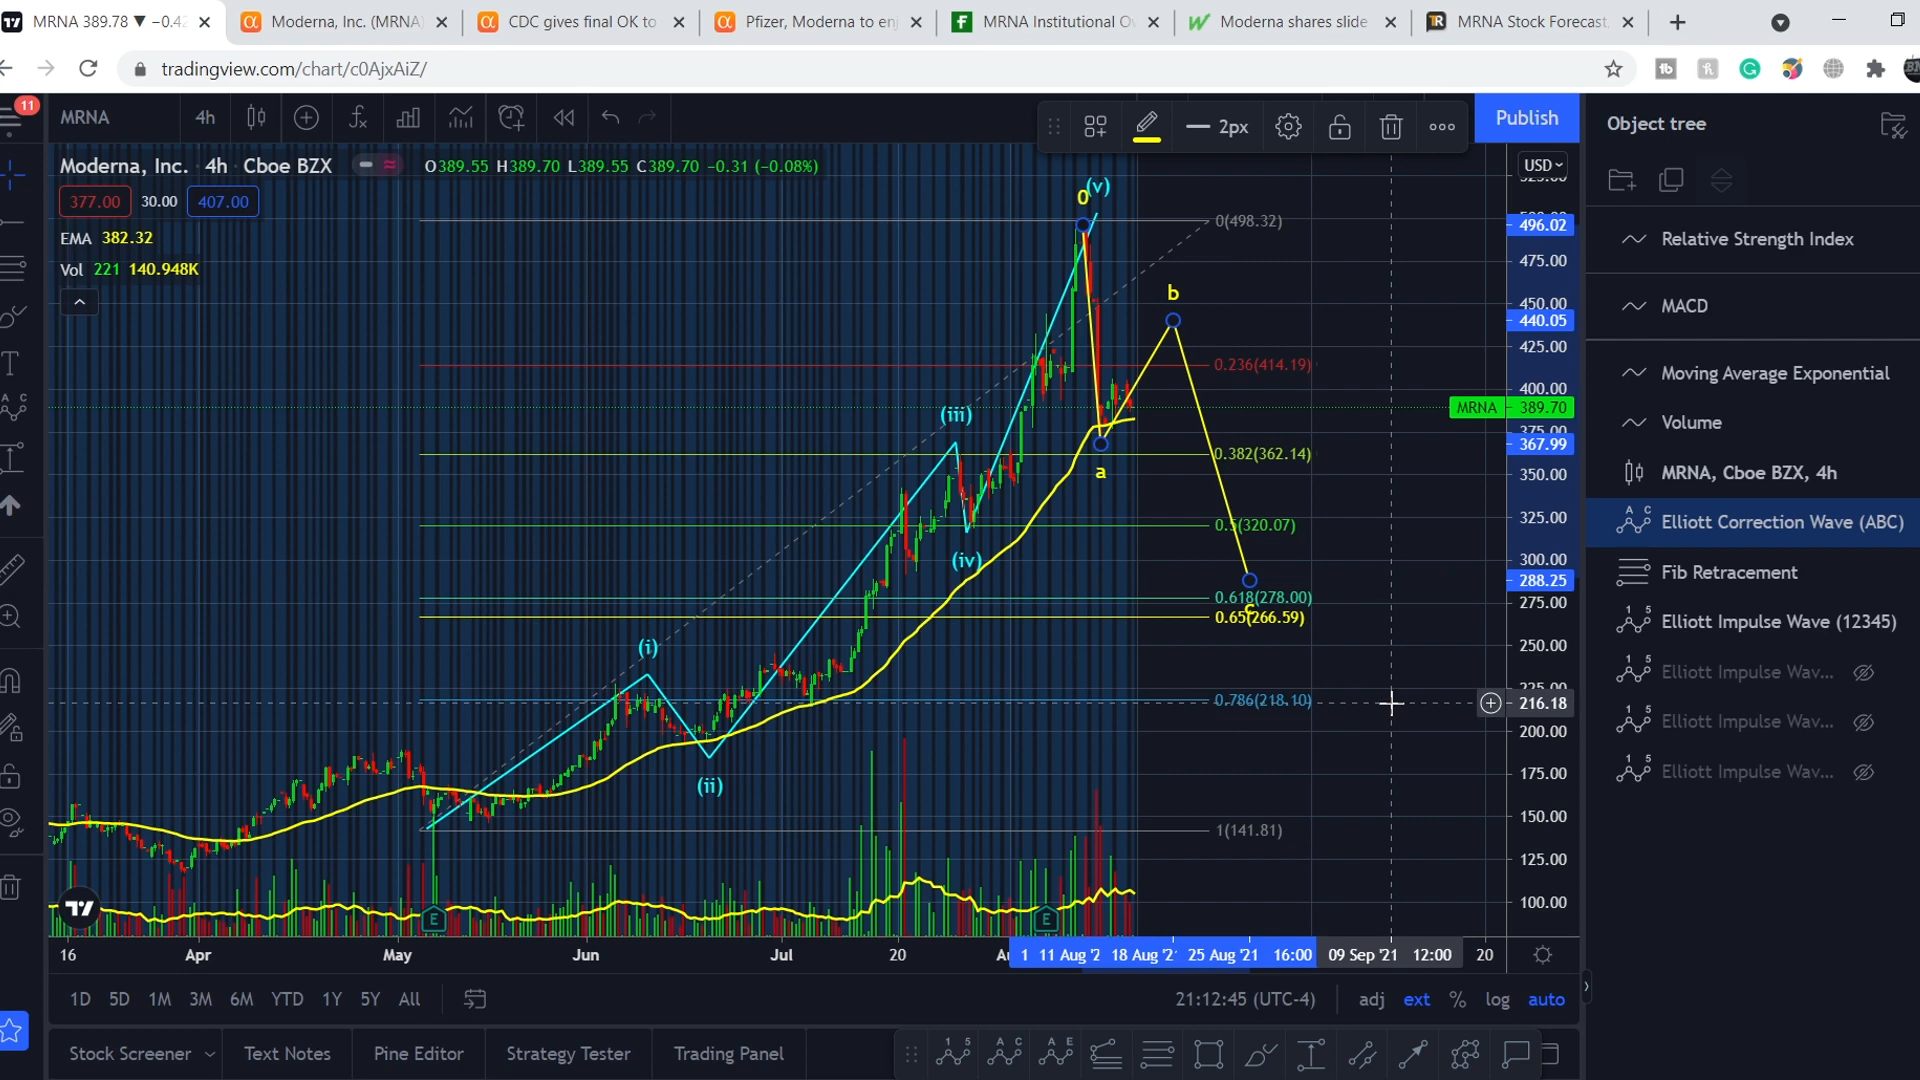 MRNA 389.78 ▼ −0.42
Moderna, Inc. (MRNA)
CDC gives final OK to
Pfizer, Moderna to enj
MRNA Institutional Ow
Moderna shares slide
MRNA Stock Forecast,
tradingview.com/chart/c0AjxAiZ/
11
MRNA
4h
2px
Publish
Object tree
Moderna, Inc. · 4h · Cboe BZX
O389.55 H389.70 L389.55 C389.70 −0.31 (−0.08%)
USD
377.00
30.00
407.00
EMA 382.32
Vol 221 140.948K
0
(v)
0(498.32)
b
0.236(414.19)
(iii)
a
0.382(362.14)
0.5(320.07)
(iv)
0.618(278.00)
c
0.65(266.59)
(i)
0.786(218.10)
(ii)
1(141.81)
E
E
496.02
475.00
450.00
440.05
425.00
400.00
MRNA 389.70
375.00
367.99
350.00
325.00
300.00
288.25
275.00
250.00
225.00
216.18
200.00
175.00
150.00
125.00
100.00
Relative Strength Index
MACD
Moving Average Exponential
Volume
MRNA, Cboe BZX, 4h
Elliott Correction Wave (ABC)
Fib Retracement
Elliott Impulse Wave (12345)
Elliott Impulse Wav...
Elliott Impulse Wav...
Elliott Impulse Wav...
16
Apr
May
Jun
Jul
20
11 Aug '2
18 Aug '2
25 Aug '21 16:00
09 Sep '21 12:00
20
1D 5D 1M 3M 6M YTD 1Y 5Y All
21:12:45 (UTC-4)
adj ext % log auto
Stock Screener
Text Notes
Pine Editor
Strategy Tester
Trading Panel